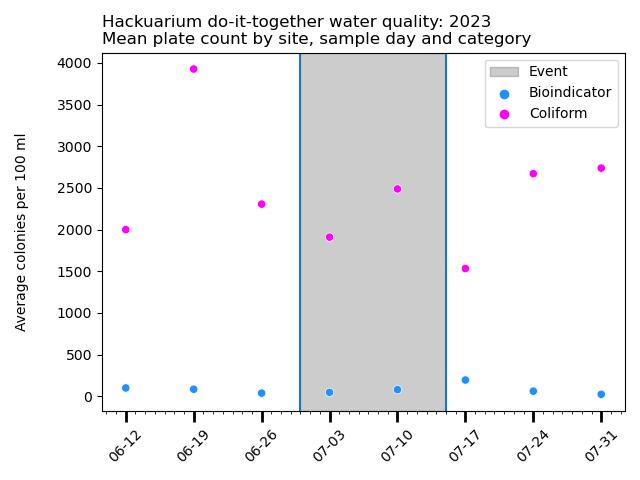 Hackuarium do-it-together water quality: 2023
Mean plate count by site, sample day and category
Event
Bioindicator
Coliform
Average colonies per 100 ml
4000
3500
3000
2500
2000
1500
1000
500
0
06-12
06-19
06-26
07-03
07-10
07-17
07-24
07-31